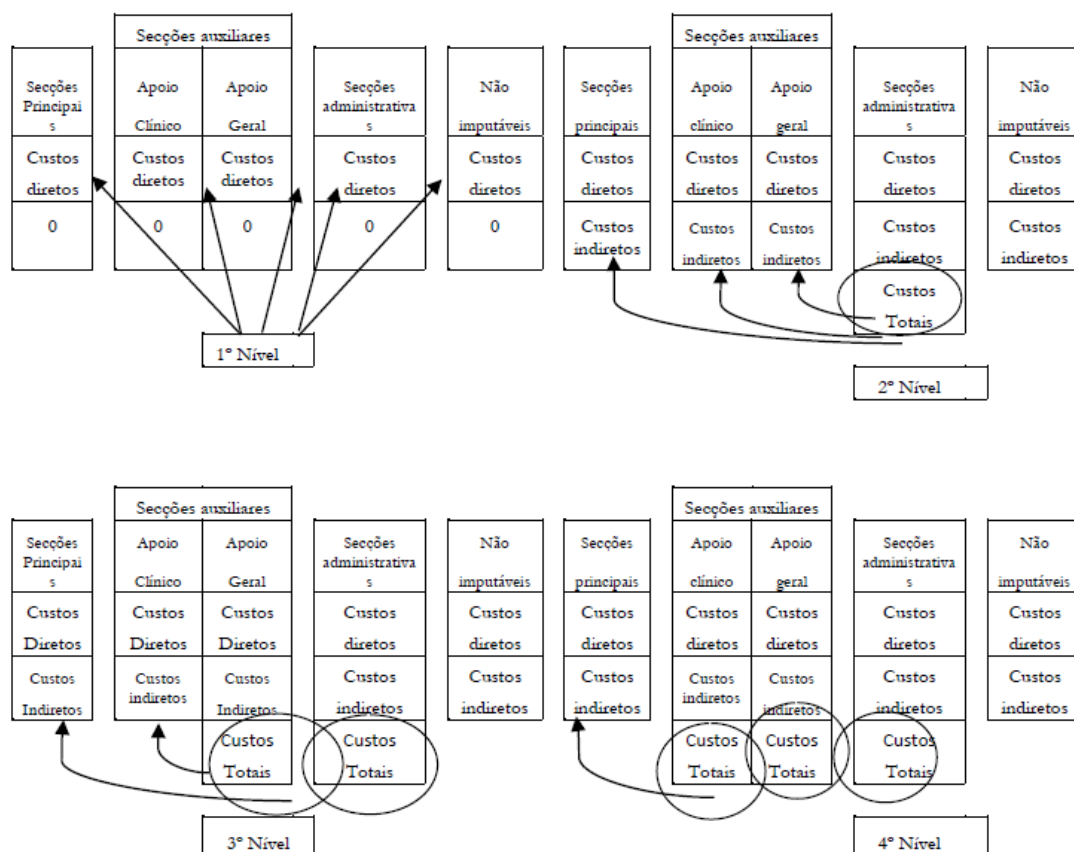 Secções auxiliares
Secções
Principai
s
Apoio
Clínico
Apoio
Geral
Secções
administrativa
s
Não
imputáveis
Custos
diretos
Custos
diretos
Custos
diretos
Custos
diretos
Custos
diretos
0
0
0
0
0
1º Nível
Secções auxiliares
Secções
principais
Apoio
clínico
Apoio
geral
Secções
administrativa
s
Não
imputáveis
Custos
diretos
Custos
diretos
Custos
diretos
Custos
diretos
Custos
diretos
Custos
indiretos
Custos
indiretos
Custos
indiretos
Custos
indiretos
Custos
indiretos
Custos
Totais
2º Nível
Secções auxiliares
Secções
Principai
s
Apoio
Clínico
Apoio
Geral
Secções
administrativa
s
Não
imputáveis
Custos
Diretos
Custos
Diretos
Custos
Diretos
Custos
diretos
Custos
diretos
Custos
Indiretos
Custos
indiretos
Custos
Indiretos
Custos
indiretos
Custos
indiretos
Custos
Totais
Custos
Totais
3º Nível
Secções auxiliares
Secções
principais
Apoio
clínico
Apoio
geral
Secções
administrativa
s
Não
imputáveis
Custos
diretos
Custos
diretos
Custos
diretos
Custos
diretos
Custos
diretos
Custos
indiretos
Custos
indiretos
Custos
indiretos
Custos
indiretos
Custos
indiretos
Custos
Totais
Custos
Totais
Custos
Totais
4º Nível